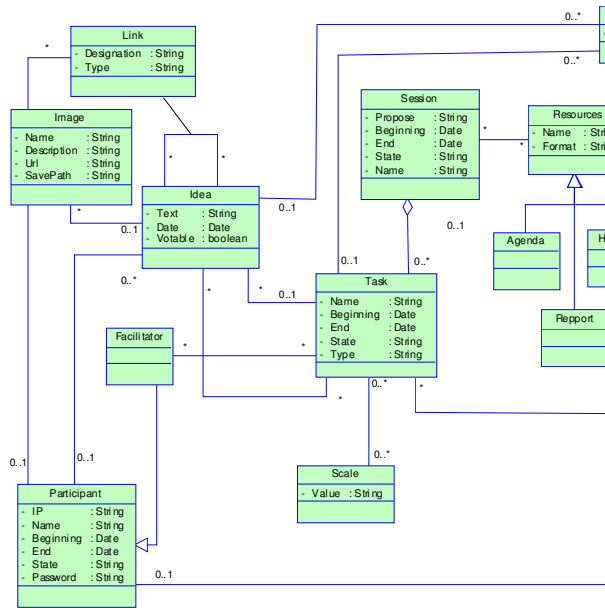 Link
- Designation : String
- Type : String
*
*
Image
- Name : String
- Description : String
- Url : String
- SavePath : String
*
*
*
Idea
- Text : String
- Date : Date
- Votable : boolean
0..1
0..1
0..*
0..*
0..*
Session
- Propose : String
- Beginning : Date
- End : Date
- State : String
- Name : String
*
*
Resources
- Name : Stri
- Format : Stri
0..1
0..1
0..*
Agenda
H
Repport
*
*
0..1
Task
- Name : String
- Beginning : Date
- End : Date
- State : String
- Type : String
Facilitator
*
*
*
*
0..*
*
0..*
Scale
- Value : String
0..1
0..1
Participant
- IP : String
- Name : String
- Beginning : Date
- End : Date
- State : String
- Password : String
0..1